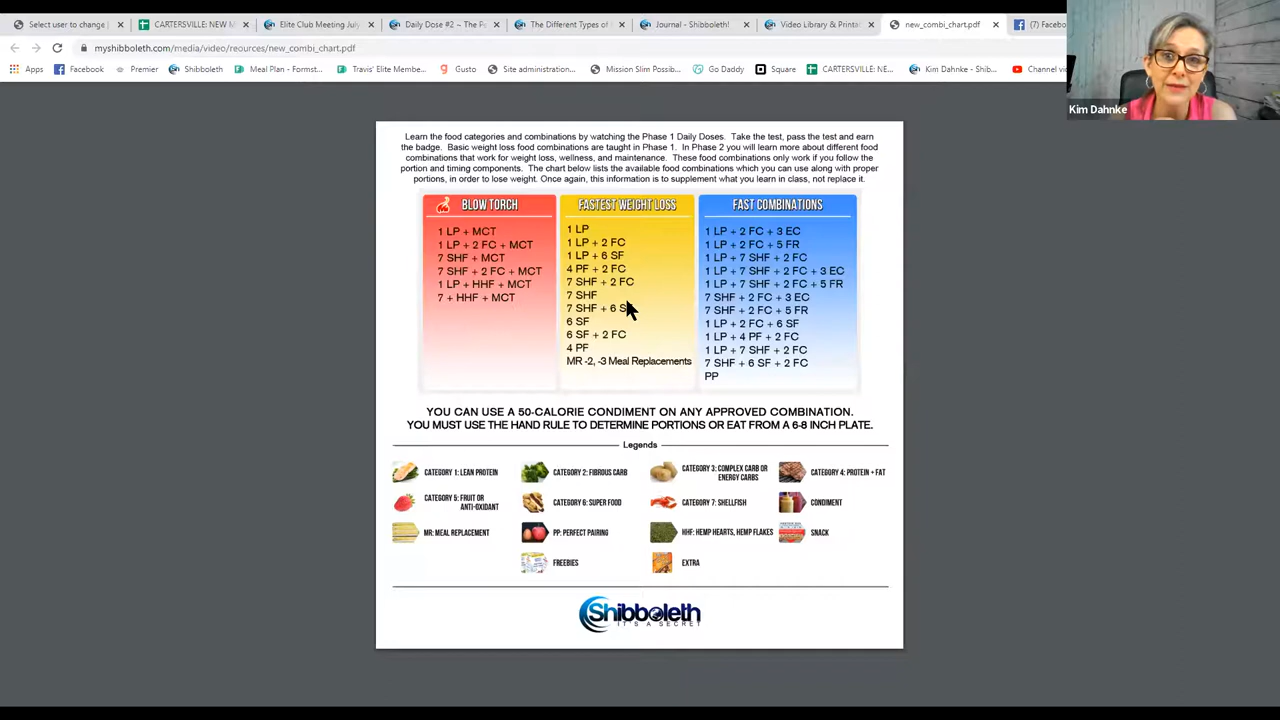 Select user to change
CARTERSVILLE: NEW M
Elite Club Meeting July
Daily Dose #2 ~ The P
The Different Types of
Journal - Shibboleth!
Video Library & Printa
new_combi_chart.pdf
(7) Facebo
myshibboleth.com/media/video/reources/new_combi_chart.pdf
Apps
Facebook
Premier
Shibboleth
Meal Plan - Formst...
Travis' Elite Membe...
Gusto
Site administration...
Mission Slim Possib...
Go Daddy
Square
CARTERSVILLE: NE...
Kim Dahnke - Shib...
Channel vi
Kim Dahnke
Learn the food categories and combinations by watching the Phase 1 Daily Doses. Take the test, pass the test and earn
the badge. Basic weight loss food combinations are taught in Phase 1. In Phase 2 you will learn more about different food
combinations that work for weight loss, wellness, and maintenance. These food combinations only work if you follow the
portion and timing components. The chart below lists the available food combinations which you can use along with proper
portions, in order to lose weight. Once again, this information is to supplement what you learn in class, not replace it.
BLOW TORCH
1 LP + MCT
1 LP + 2 FC + MCT
7 SHF + MCT
7 SHF + 2 FC + MCT
1 LP + HHF + MCT
7 + HHF + MCT
FASTEST WEIGHT LOSS
1 LP
1 LP + 2 FC
1 LP + 6 SF
4 PF + 2 FC
7 SHF + 2 FC
7 SHF
7 SHF + 6 S
6 SF
6 SF + 2 FC
4 PF
MR -2, -3 Meal Replacements
FAST COMBINATIONS
1 LP + 2 FC + 3 EC
1 LP + 2 FC + 5 FR
1 LP + 7 SHF + 2 FC
1 LP + 7 SHF + 2 FC + 3 EC
1 LP + 7 SHF + 2 FC + 5 FR
7 SHF + 2 FC + 3 EC
7 SHF + 2 FC + 5 FR
1 LP + 2 FC + 6 SF
1 LP + 4 PF + 2 FC
1 LP + 7 SHF + 2 FC
7 SHF + 6 SF + 2 FC
PP
YOU CAN USE A 50-CALORIE CONDIMENT ON ANY APPROVED COMBINATION.
YOU MUST USE THE HAND RULE TO DETERMINE PORTIONS OR EAT FROM A 6-8 INCH PLATE.
Legends
CATEGORY 1: LEAN PROTEIN
CATEGORY 2: FIBROUS CARB
CATEGORY 3: COMPLEX CARB OR
ENERGY CARBS
CATEGORY 4: PROTEIN + FAT
CATEGORY 5: FRUIT OR
ANTI-OXIDANT
CATEGORY 6: SUPER FOOD
CATEGORY 7: SHELLFISH
CONDIMENT
MR: MEAL REPLACEMENT
PP: PERFECT PAIRING
HHF: HEMP HEARTS, HEMP FLAKES
SNACK
FREEBIES
EXTRA
Shibboleth
IT'S A SECRET